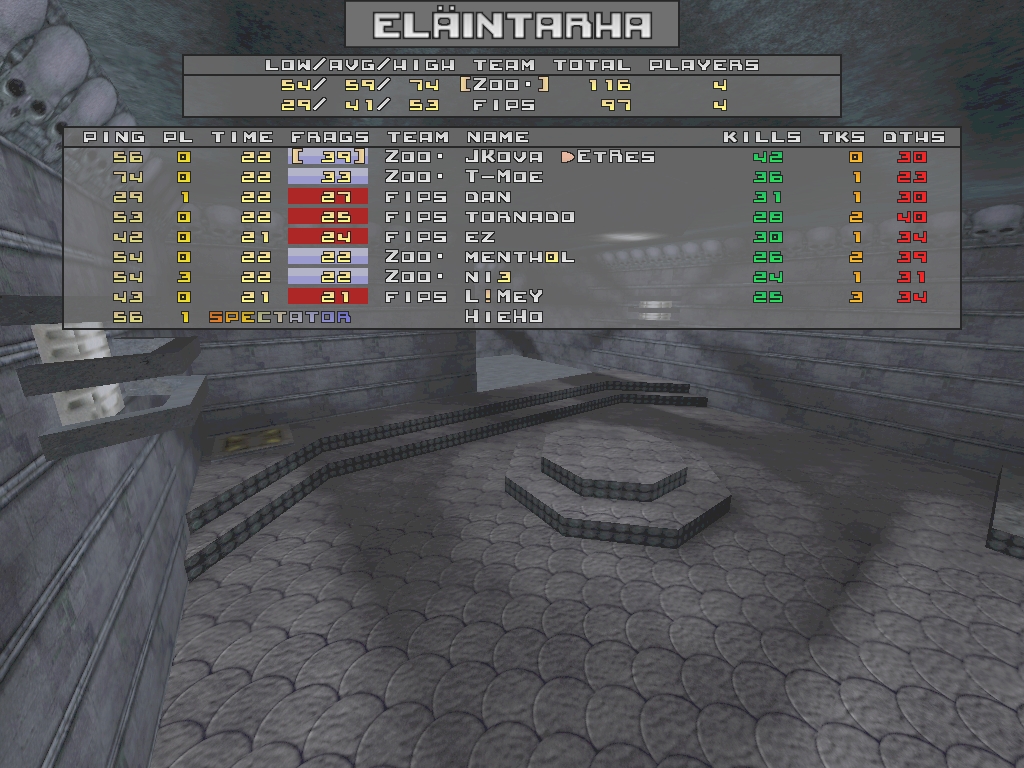 ELÄINTARHA
LOW/AVG/HIGH TEAM TOTAL PLAYERS
54/ 59/ 74 [ZOO·] 116 4
29/ 41/ 53 FIPS 97 4
PING PL TIME FRAGS TEAM NAME KILLS TKS DTHS
56 0 22 [ 39] ZOO· JKOVA DETRES 42 0 30
74 0 22 33 ZOO· T-MOE 36 1 23
29 1 22 27 FIPS DAN 31 1 30
53 0 22 25 FIPS TORNADO 28 2 40
42 0 21 24 FIPS EZ 30 1 34
54 0 22 22 ZOO· MENTHOL 26 2 39
54 3 22 22 ZOO· NI3 24 1 31
43 0 21 21 FIPS L!MEY 25 3 34
56 1 SPECTATOR HIEHO